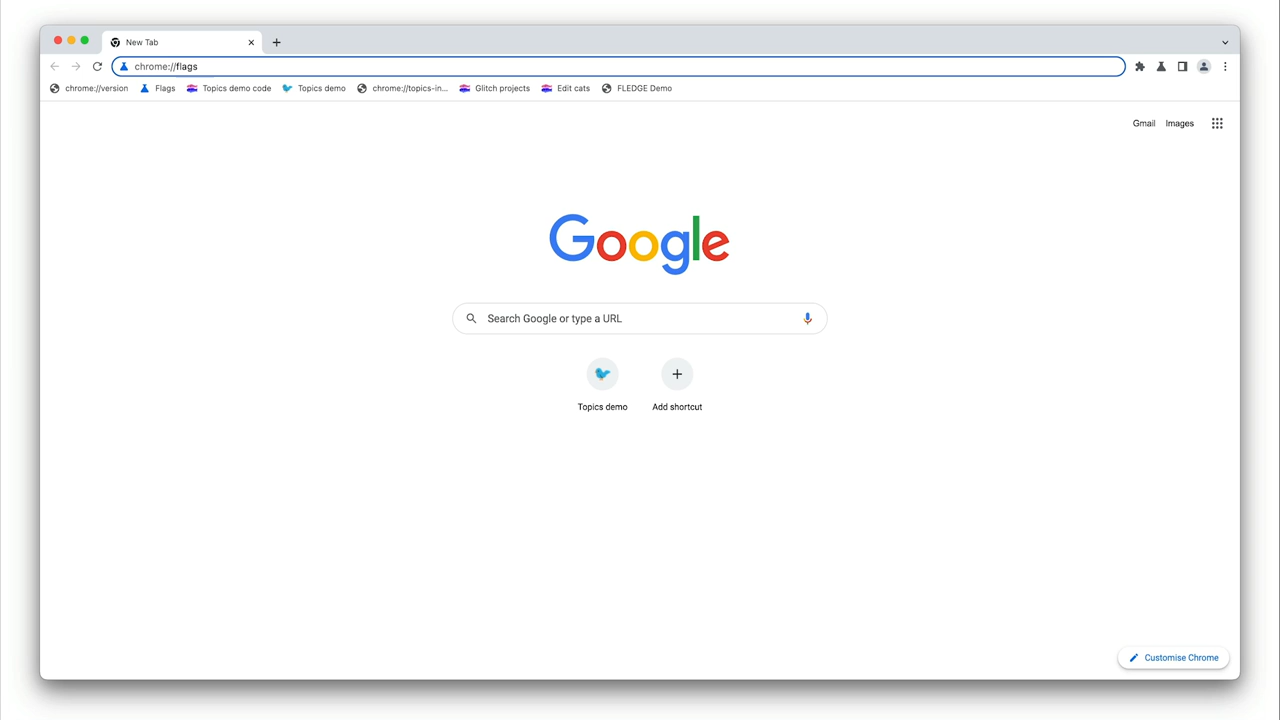 New Tab
chrome://flags
chrome://version Flags Topics demo code Topics demo chrome://topics-in... Glitch projects Edit cats FLEDGE Demo
Gmail Images
Google
Search Google or type a URL
Topics demo Add shortcut
Customise Chrome